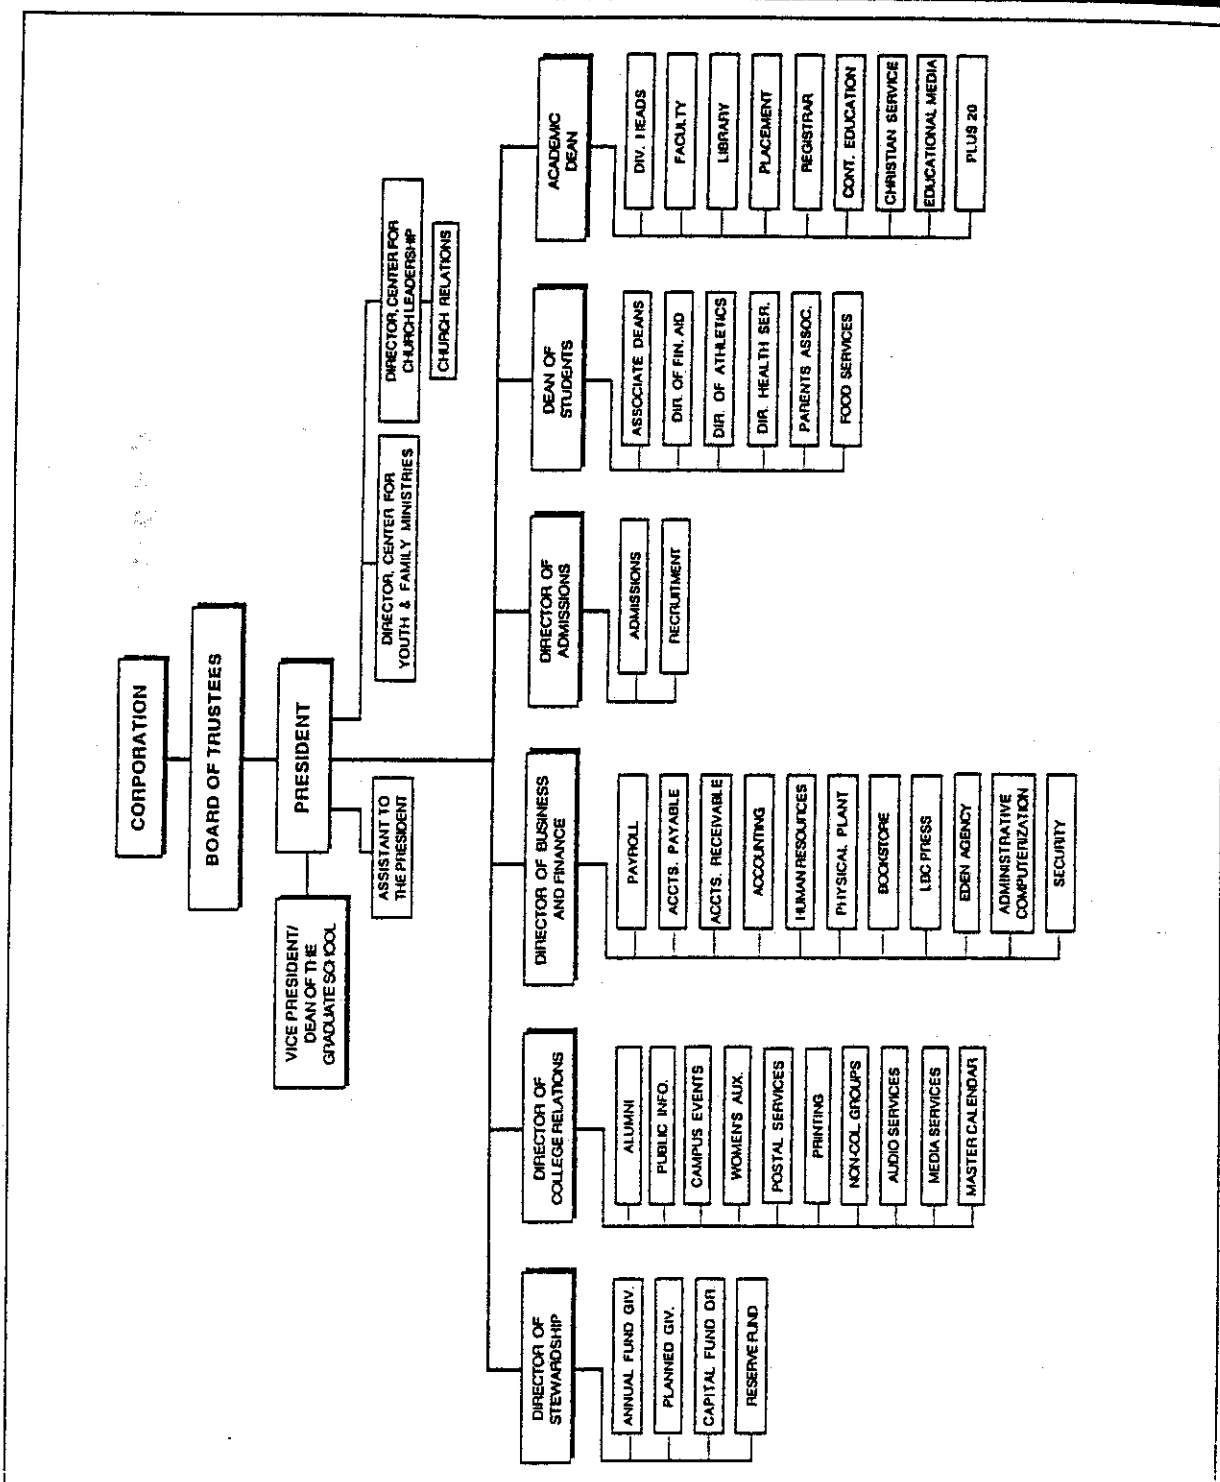 CORPORATION
BOARD OF TRUSTEES
PRESIDENT
VICE PRESIDENT/
DEAN OF THE
GRADUATE SCHOOL
ASSISTANT TO
THE PRESIDENT
DIRECTOR, CENTER FOR
YOUTH & FAMILY MINISTRIES
DIRECTOR, CENTER FOR
CHURCH LEADERSHIP
CHURCH RELATIONS
DIRECTOR OF
STEWARDSHIP
ANNUAL FUND GIV.
PLANNED GIV.
CAPITAL FUND DR.
RESERVE FUND
DIRECTOR OF
COLLEGE RELATIONS
ALUMNI
PUBLIC INFO.
CAMPUS EVENTS
WOMEN'S AUX.
POSTAL SERVICES
PRINTING
NON-COL. GROUPS
AUDIO SERVICES
MEDIA SERVICES
MASTER CALENDAR
DIRECTOR OF BUSINESS
AND FINANCE
PAYROLL
ACCTS. PAYABLE
ACCTS. RECEIVABLE
ACCOUNTING
HUMAN RESOURCES
PHYSICAL PLANT
BOOKSTORE
LBC PRESS
EDEN AGENCY
ADMINISTRATIVE
COMPUTERIZATION
SECURITY
DIRECTOR OF
ADMISSIONS
ADMISSIONS
RECRUITMENT
DEAN OF
STUDENTS
ASSOCIATE DEANS
DIR. OF FIN. AID
DIR. OF ATHLETICS
DIR. HEALTH SER.
PARENTS ASSOC.
FOOD SERVICES
ACADEMIC
DEAN
DIV. HEADS
FACULTY
LIBRARY
PLACEMENT
REGISTRAR
CONT. EDUCATION
CHRISTIAN SERVICE
EDUCATIONAL MEDIA
PLUS 20